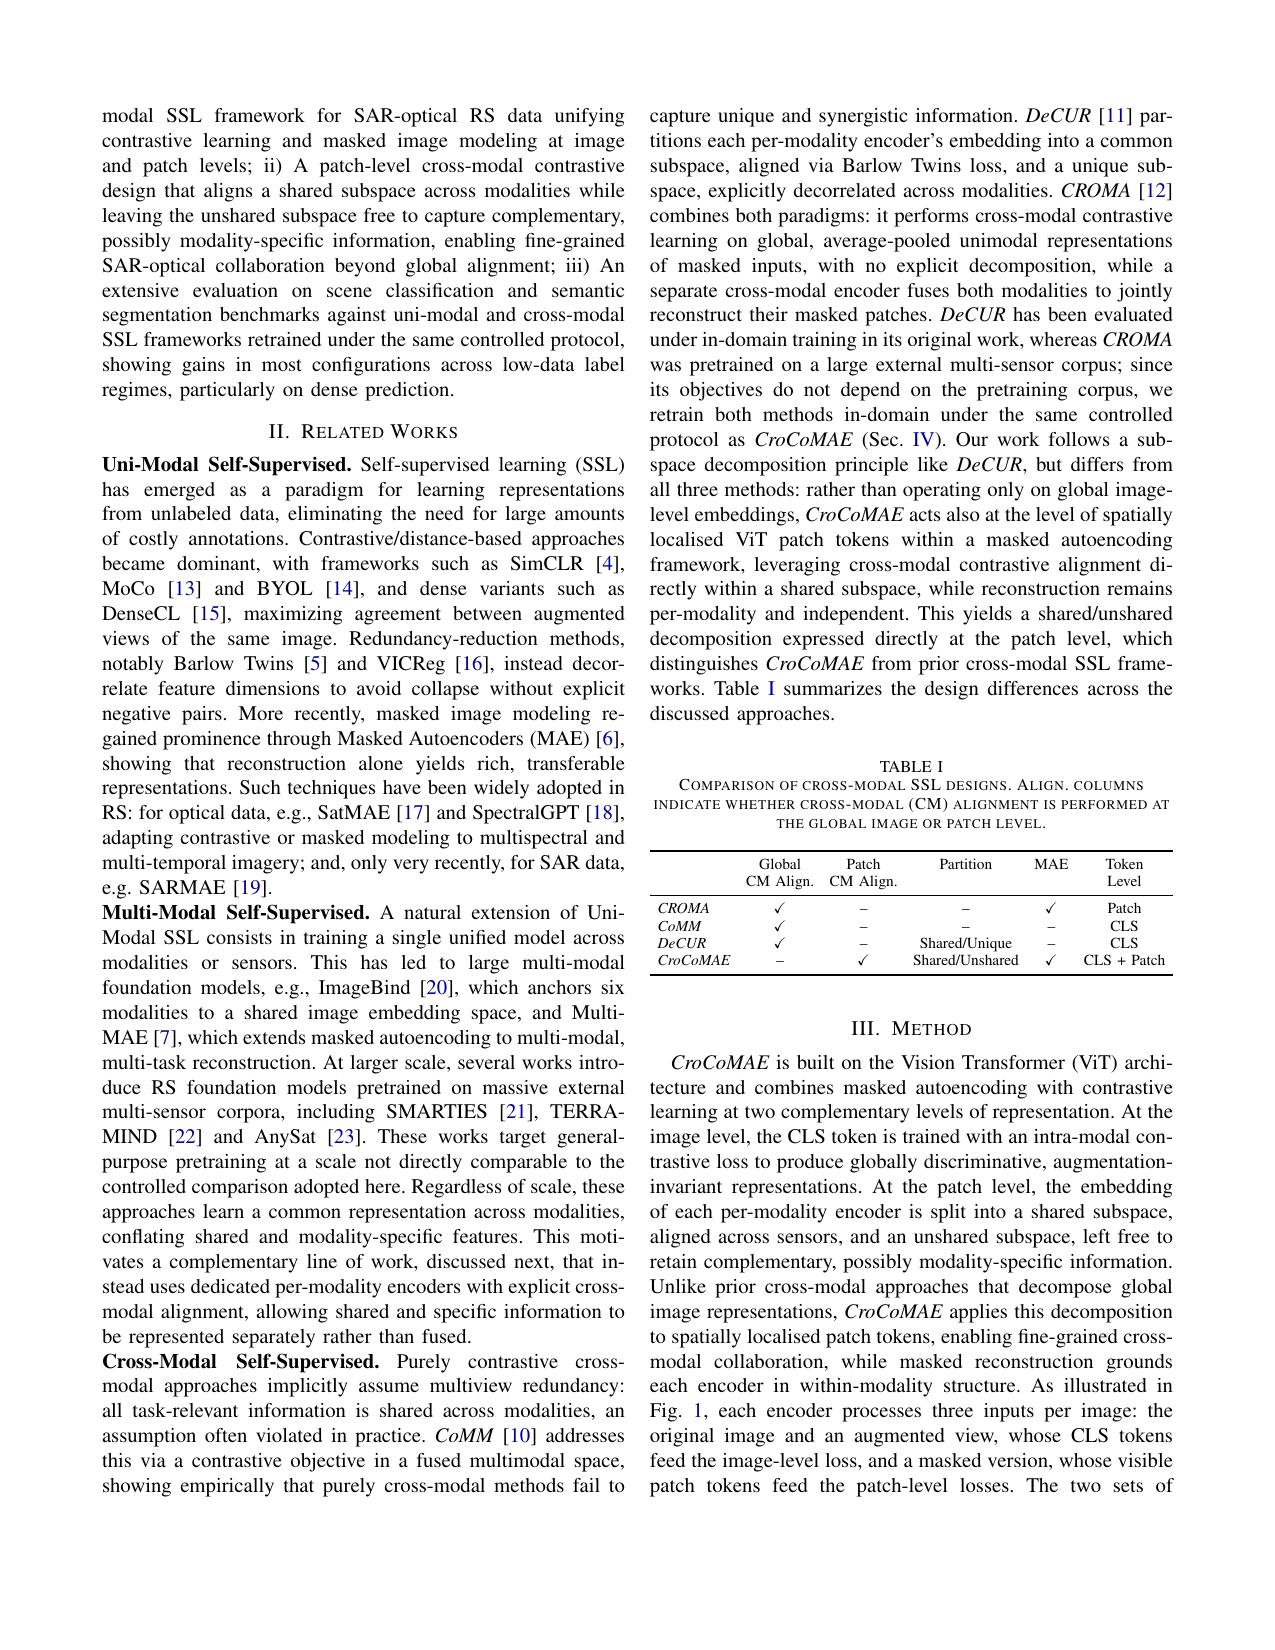 modal SSL framework for SAR-optical RS data unifying
contrastive learning and masked image modeling at image
and patch levels; ii) A patch-level cross-modal contrastive
design that aligns a shared subspace across modalities while
leaving the unshared subspace free to capture complementary,
possibly modality-specific information, enabling fine-grained
SAR-optical collaboration beyond global alignment; iii) An
extensive evaluation on scene classification and semantic
segmentation benchmarks against uni-modal and cross-modal
SSL frameworks retrained under the same controlled protocol,
showing gains in most configurations across low-data label
regimes, particularly on dense prediction.
II. RELATED WORKS
Uni-Modal Self-Supervised. Self-supervised learning (SSL)
has emerged as a paradigm for learning representations
from unlabeled data, eliminating the need for large amounts
of costly annotations. Contrastive/distance-based approaches
became dominant, with frameworks such as SimCLR [4],
MoCo [13] and BYOL [14], and dense variants such as
DenseCL [15], maximizing agreement between augmented
views of the same image. Redundancy-reduction methods,
notably Barlow Twins [5] and VICReg [16], instead decor-
relate feature dimensions to avoid collapse without explicit
negative pairs. More recently, masked image modeling re-
gained prominence through Masked Autoencoders (MAE) [6],
showing that reconstruction alone yields rich, transferable
representations. Such techniques have been widely adopted in
RS: for optical data, e.g., SatMAE [17] and SpectralGPT [18],
adapting contrastive or masked modeling to multispectral and
multi-temporal imagery; and, only very recently, for SAR data,
e.g. SARMAE [19].
Multi-Modal Self-Supervised. A natural extension of Uni-
Modal SSL consists in training a single unified model across
modalities or sensors. This has led to large multi-modal
foundation models, e.g., ImageBind [20], which anchors six
modalities to a shared image embedding space, and Multi-
MAE [7], which extends masked autoencoding to multi-modal,
multi-task reconstruction. At larger scale, several works intro-
duce RS foundation models pretrained on massive external
multi-sensor corpora, including SMARTIES [21], TERRA-
MIND [22] and AnySat [23]. These works target general-
purpose pretraining at a scale not directly comparable to the
controlled comparison adopted here. Regardless of scale, these
approaches learn a common representation across modalities,
conflating shared and modality-specific features. This moti-
vates a complementary line of work, discussed next, that in-
stead uses dedicated per-modality encoders with explicit cross-
modal alignment, allowing shared and specific information to
be represented separately rather than fused.
Cross-Modal Self-Supervised. Purely contrastive cross-
modal approaches implicitly assume multiview redundancy:
all task-relevant information is shared across modalities, an
assumption often violated in practice. CoMM [10] addresses
this via a contrastive objective in a fused multimodal space,
showing empirically that purely cross-modal methods fail to
capture unique and synergistic information. DeCUR [11] par-
titions each per-modality encoder's embedding into a common
subspace, aligned via Barlow Twins loss, and a unique sub-
space, explicitly decorrelated across modalities. CROMA [12]
combines both paradigms: it performs cross-modal contrastive
learning on global, average-pooled unimodal representations
of masked inputs, with no explicit decomposition, while a
separate cross-modal encoder fuses both modalities to jointly
reconstruct their masked patches. DeCUR has been evaluated
under in-domain training in its original work, whereas CROMA
was pretrained on a large external multi-sensor corpus; since
its objectives do not depend on the pretraining corpus, we
retrain both methods in-domain under the same controlled
protocol as CroCoMAE (Sec. IV). Our work follows a sub-
space decomposition principle like DeCUR, but differs from
all three methods: rather than operating only on global image-
level embeddings, CroCoMAE acts also at the level of spatially
localised ViT patch tokens within a masked autoencoding
framework, leveraging cross-modal contrastive alignment di-
rectly within a shared subspace, while reconstruction remains
per-modality and independent. This yields a shared/unshared
decomposition expressed directly at the patch level, which
distinguishes CroCoMAE from prior cross-modal SSL frame-
works. Table I summarizes the design differences across the
discussed approaches.
TABLE I
COMPARISON OF CROSS-MODAL SSL DESIGNS. ALIGN. COLUMNS
INDICATE WHETHER CROSS-MODAL (CM) ALIGNMENT IS PERFORMED AT
THE GLOBAL IMAGE OR PATCH LEVEL.
Global Patch Partition MAE Token
CM Align. CM Align. Level
CROMA ✓ – – ✓ Patch
CoMM ✓ – – – CLS
DeCUR ✓ – Shared/Unique – CLS
CroCoMAE – ✓ Shared/Unshared ✓ CLS + Patch
III. METHOD
CroCoMAE is built on the Vision Transformer (ViT) archi-
tecture and combines masked autoencoding with contrastive
learning at two complementary levels of representation. At the
image level, the CLS token is trained with an intra-modal con-
trastive loss to produce globally discriminative, augmentation-
invariant representations. At the patch level, the embedding
of each per-modality encoder is split into a shared subspace,
aligned across sensors, and an unshared subspace, left free to
retain complementary, possibly modality-specific information.
Unlike prior cross-modal approaches that decompose global
image representations, CroCoMAE applies this decomposition
to spatially localised patch tokens, enabling fine-grained cross-
modal collaboration, while masked reconstruction grounds
each encoder in within-modality structure. As illustrated in
Fig. 1, each encoder processes three inputs per image: the
original image and an augmented view, whose CLS tokens
feed the image-level loss, and a masked version, whose visible
patch tokens feed the patch-level losses. The two sets of